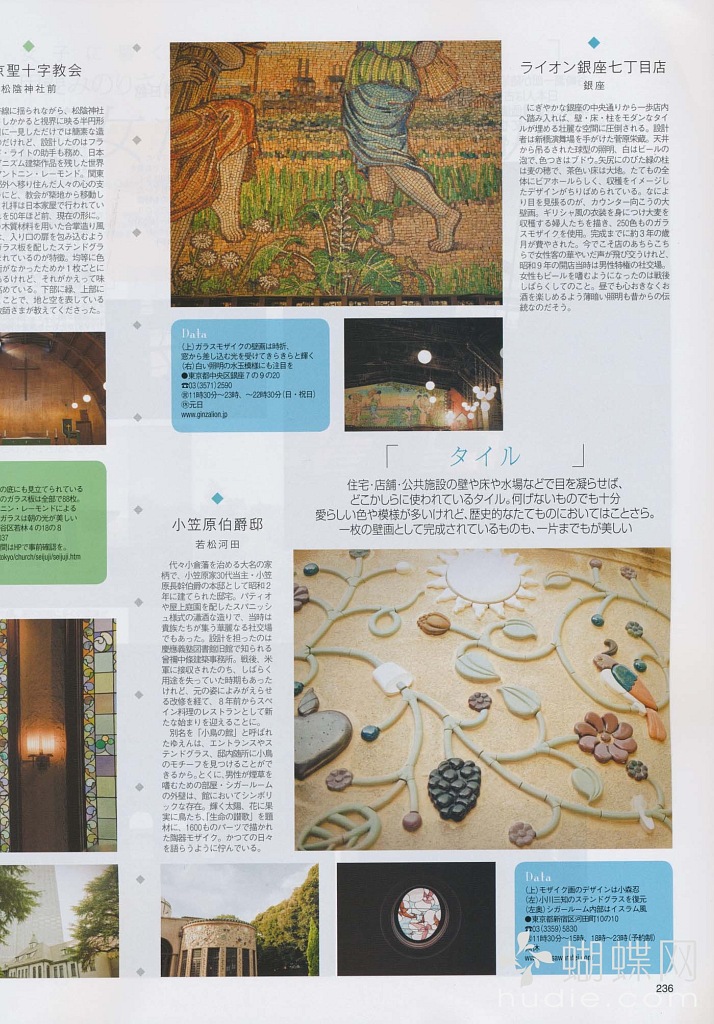 京聖十字教会
松陰神社前
線に揺られながら、松陰神社
しかかると視界に映る半円形
に一見しただけでは簡素な造
だけれど、設計したのはフラ
・ライトの助手も務め、日本
ニズム建築作品を残した世界
アントニン・レーモンド。関東
郊外へ移り住んだ人々の心の支
にと、教会が築地から移動し
礼拝は日本家屋で行われてい
を50年ほど前、現在の形に。
木質材料を用いた合掌造り風
、入り口の扉を包み込むよう
ガラス板を配したステンドグラ
れているのが特徴。均等に色
がなかったためか1枚ごとに
るけれど、それがかえって味
めている。下部に緑、上部に
ことで、地と空を表している
教師さまが教えてくださった。
の底にも見立てられている
のガラス板は全部で88枚。
ニン・レーモンドによる
ガラスは朝の光が美しい
谷区若林4の18の8
037
間はHPで事前確認を。
tokyo/church/seijuji/seijuji.htm
ライオン銀座七丁目店
銀座
にぎやかな銀座の中央通りから一歩店内
へ踏み入れば、壁・床・柱をモダンなタイ
ルが埋める壮麗な空間に圧倒される。設計
者は新橋演舞場を手がけた菅原栄蔵。天井
から吊るされた球型の照明、白はビールの
泡で、色つきはブドウ。矢尻にのびた緑の柱
は麦の穂で、茶色い床は大地。たてもの全
体にビアホールらしく、収穫をイメージし
たデザインがちりばめられている。なによ
り目を見張るのが、カウンター向こうの大
壁画。ギリシャ風の衣装を身につけ大麦を
収穫する婦人たちを描き、250色ものガラ
スモザイクを使用。完成までに約3年の歳
月が費やされた。今でこそ店のあちらこち
らで女性客の華やいだ声が飛び交うけれど、
昭和9年の開店当時は男性特権の社交場。
女性もビールを嗜むようになったのは戦後
しばらくしてのこと。昼でも心おきなくお
酒を楽しめるよう薄暗い照明も昔からの伝
統なのだそう。
Data
(上)ガラスモザイクの壁画は時折、
窓から差し込む光を受けてきらきらと輝く
(右)白い照明の水玉模様にも注目を
●東京都中央区銀座7の9の20
☎03(3571)2590
営11時30分〜23時、〜22時30分(日・祝日)
休元日
www.ginzalion.jp
「 タイル 」
住宅・店舗・公共施設の壁や床や水場などで目を凝らせば、
どこかしらに使われているタイル。何げないものでも十分
愛らしい色や模様が多いけれど、歴史的なたてものにおいてはことさら。
一枚の壁画として完成されているものも、一片までもが美しい
小笠原伯爵邸
若松河田
代々小倉藩を治める大名の家
柄で、小笠原家30代当主・小笠
原長幹伯爵の本邸として昭和2
年に建てられた邸宅。パティオ
や屋上庭園を配したスパニッシ
ュ様式の瀟洒な造りで、当時は
貴族たちが集う華麗なる社交場
でもあった。設計を担ったのは
慶應義塾図書館旧館で知られる
曾禰中條建築事務所。戦後、米
軍に接収されたのち、しばらく
用途を失っていた時期もあった
けれど、元の姿によみがえらせ
る改修を経て、8年前からスペ
イン料理のレストランとして新
たな始まりを迎えることに。
別名を「小鳥の館」と呼ばれ
たゆえんは、エントランスやス
テンドグラス、邸内随所に小鳥
のモチーフを見つけることがで
きるから。とくに、男性が煙草を
嗜むための部屋・シガールーム
の外壁は、館においてシンボリ
ックな存在。輝く太陽、花に果
実に鳥たち、「生命の讃歌」を題
材に、1600ものパーツで描かれ
た陶器モザイク。かつての日々
を語らうように佇んでいる。
Data
(上)モザイク画のデザインは小森忍
(左)小川三知のステンドグラスを復元
(左奥)シガールーム内部はイスラム風
●東京都新宿区河田町10の10
☎03(3359)5830
営11時30分〜15時、18時〜23時(予約制)
蝴蝶网
hudie.com
236